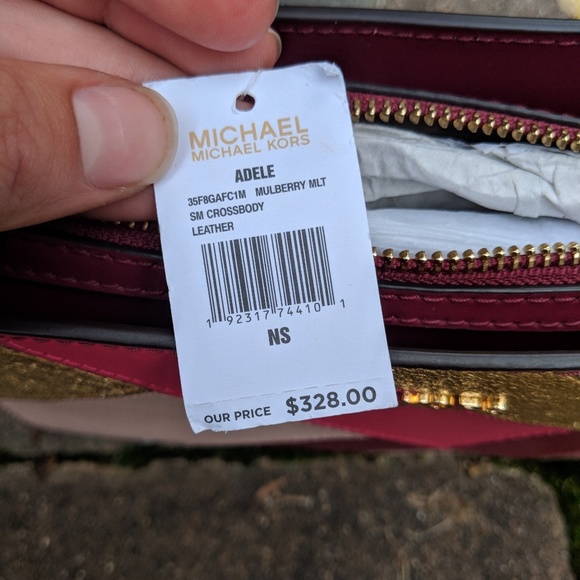 MICHAEL
MICHAEL KORS
ADELE
35F8GAFC1M MULBERRY MLT
SM CROSSBODY
LEATHER
1 92317 74410 1
NS
OUR PRICE $328.00